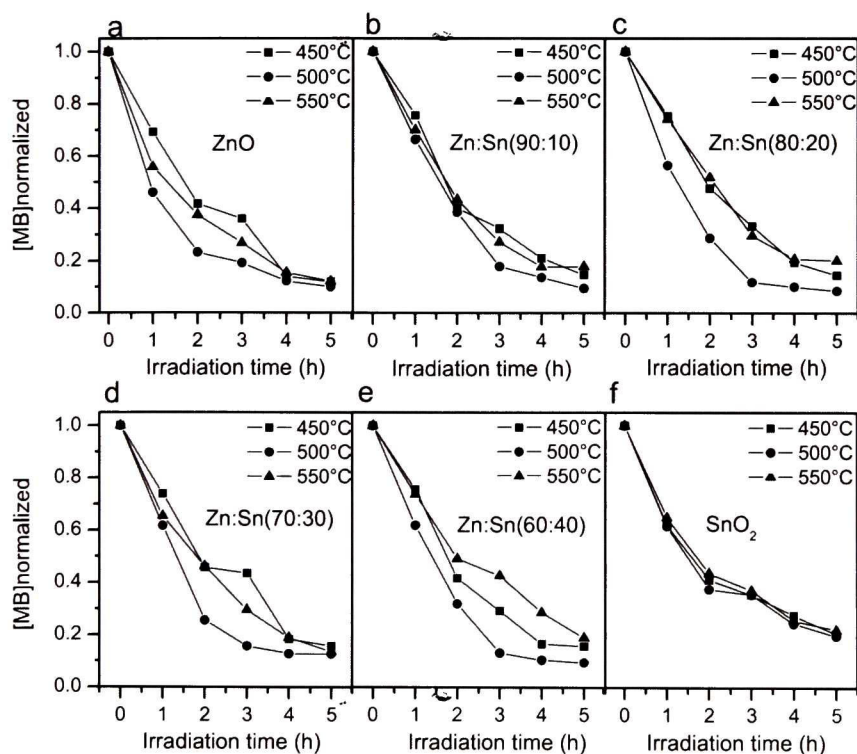 a
b
c
450°C
500°C
550°C
ZnO
450°C
500°C
550°C
Zn:Sn(90:10)
450°C
500°C
550°C
Zn:Sn(80:20)
[MB]normalized
1.0
0.8
0.6
0.4
0.2
0.0
0 1 2 3 4 5
0 1 2 3 4 5
0 1 2 3 4 5
Irradiation time (h)
Irradiation time (h)
Irradiation time (h)
d
e
f
450°C
500°C
550°C
Zn:Sn(70:30)
450°C
500°C
550°C
Zn:Sn(60:40)
450°C
500°C
550°C
SnO₂
[MB]normalized
1.0
0.8
0.6
0.4
0.2
0.0
0 1 2 3 4 5
0 1 2 3 4 5
0 1 2 3 4 5
Irradiation time (h)
Irradiation time (h)
Irradiation time (h)